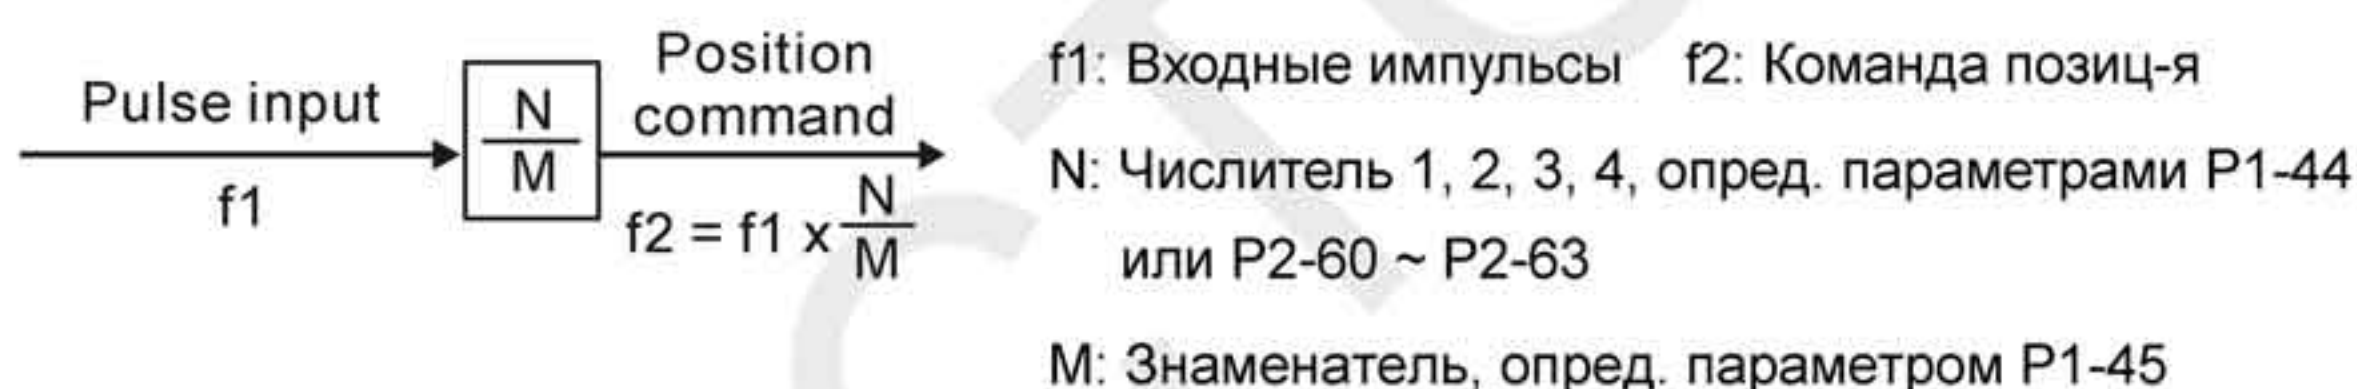 Pulse input
f1
N
M
Position
command
f2 = f1 x N
M
f1: Входные импульсы f2: Команда позиц-я
N: Числитель 1, 2, 3, 4, опред. параметрами P1-44
или P2-60 ~ P2-63
M: Знаменатель, опред. параметром P1-45